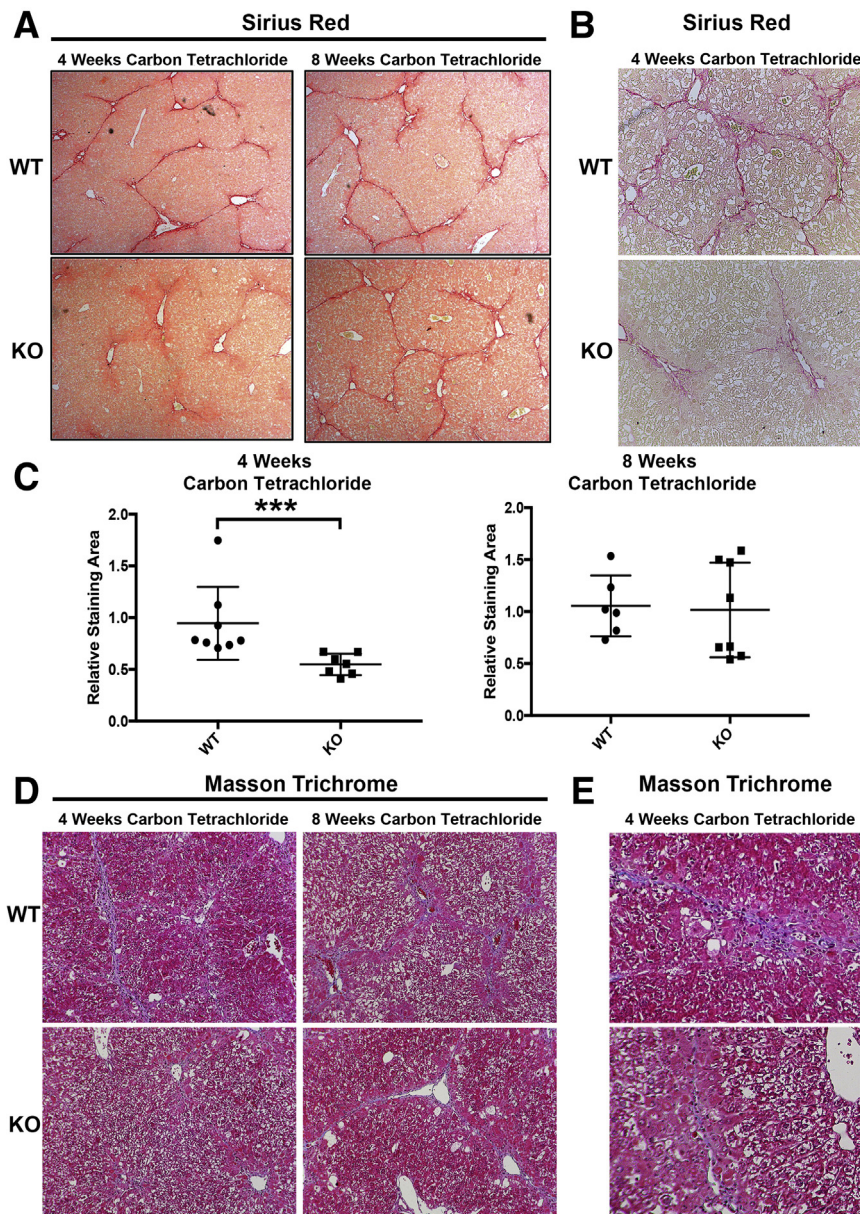 A
Sirius Red
4 Weeks Carbon Tetrachloride
8 Weeks Carbon Tetrachloride
WT
KO
B
Sirius Red
4 Weeks Carbon Tetrachloride
WT
KO
C
4 Weeks
Carbon Tetrachloride
***
Relative Staining Area
2.0
1.5
1.0
0.5
0.0
WT
KO
8 Weeks
Carbon Tetrachloride
Relative Staining Area
2.0
1.5
1.0
0.5
0.0
WT
KO
D
Masson Trichrome
4 Weeks Carbon Tetrachloride
8 Weeks Carbon Tetrachloride
WT
KO
E
Masson Trichrome
4 Weeks Carbon Tetrachloride